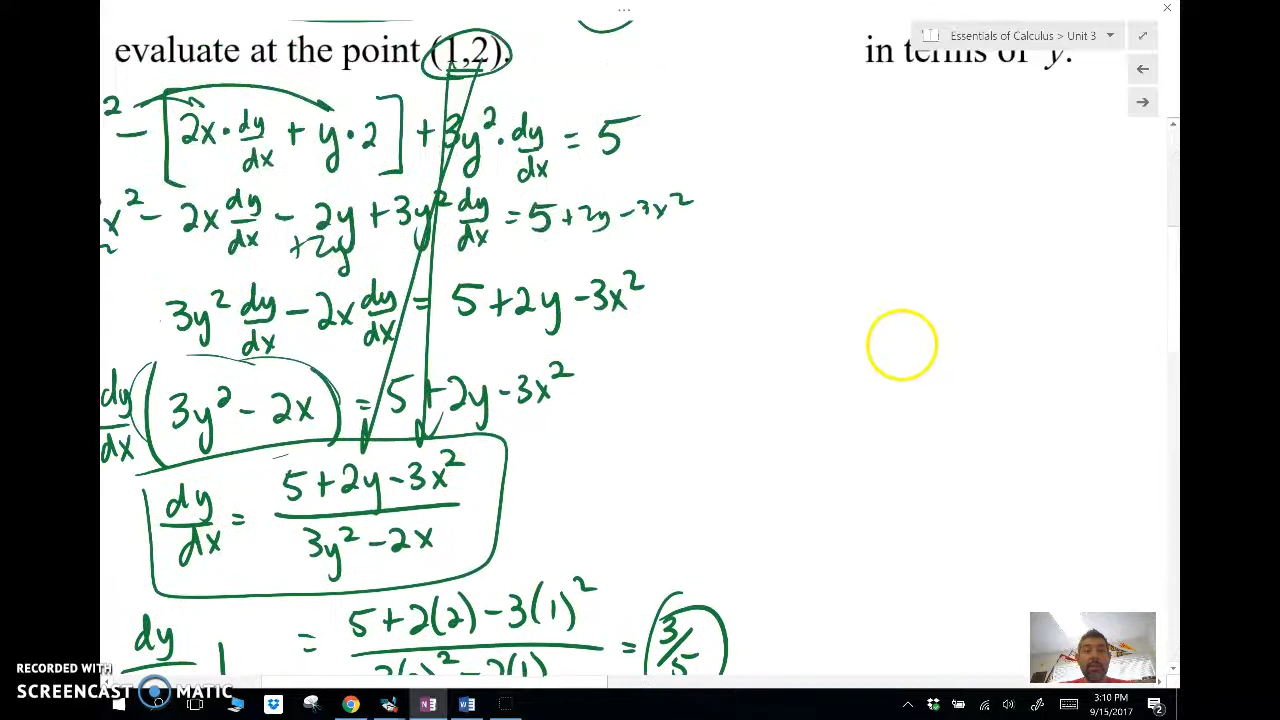 evaluate at the point (1,2).
in terms of y.
Essentials of Calculus > Unit 3
2 - [2x · dy/dx + y · 2] + 3y² · dy/dx = 5
x² - 2x dy/dx - 2y + 3y² dy/dx = 5 + 2y - 3x²
+2y
3y² dy/dx - 2x dy/dx = 5 + 2y - 3x²
dy/dx (3y² - 2x) = 5 + 2y - 3x²
dy/dx = (5 + 2y - 3x²)/(3y² - 2x)
dy = (5 + 2(2) - 3(1)²)/ = 3/5
RECORDED WITH
SCREENCAST MATIC
3:10 PM
9/15/2017